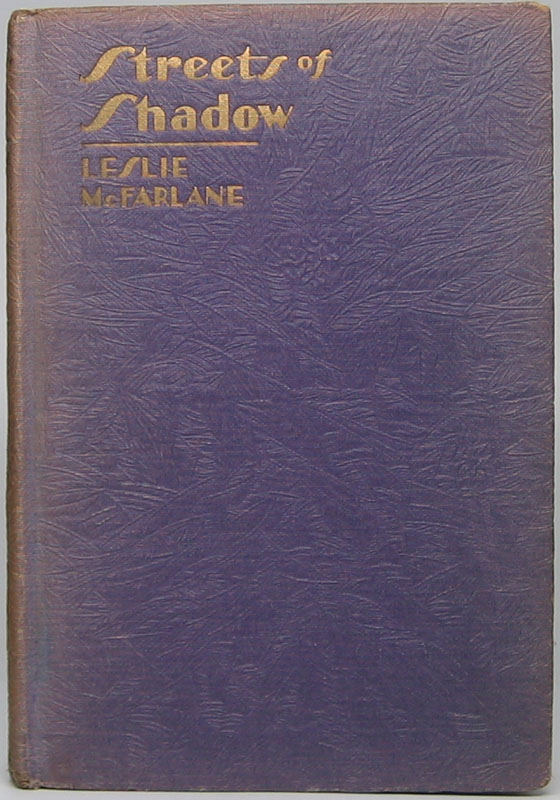 Streets of
Shadow
LESLIE
McFARLANE